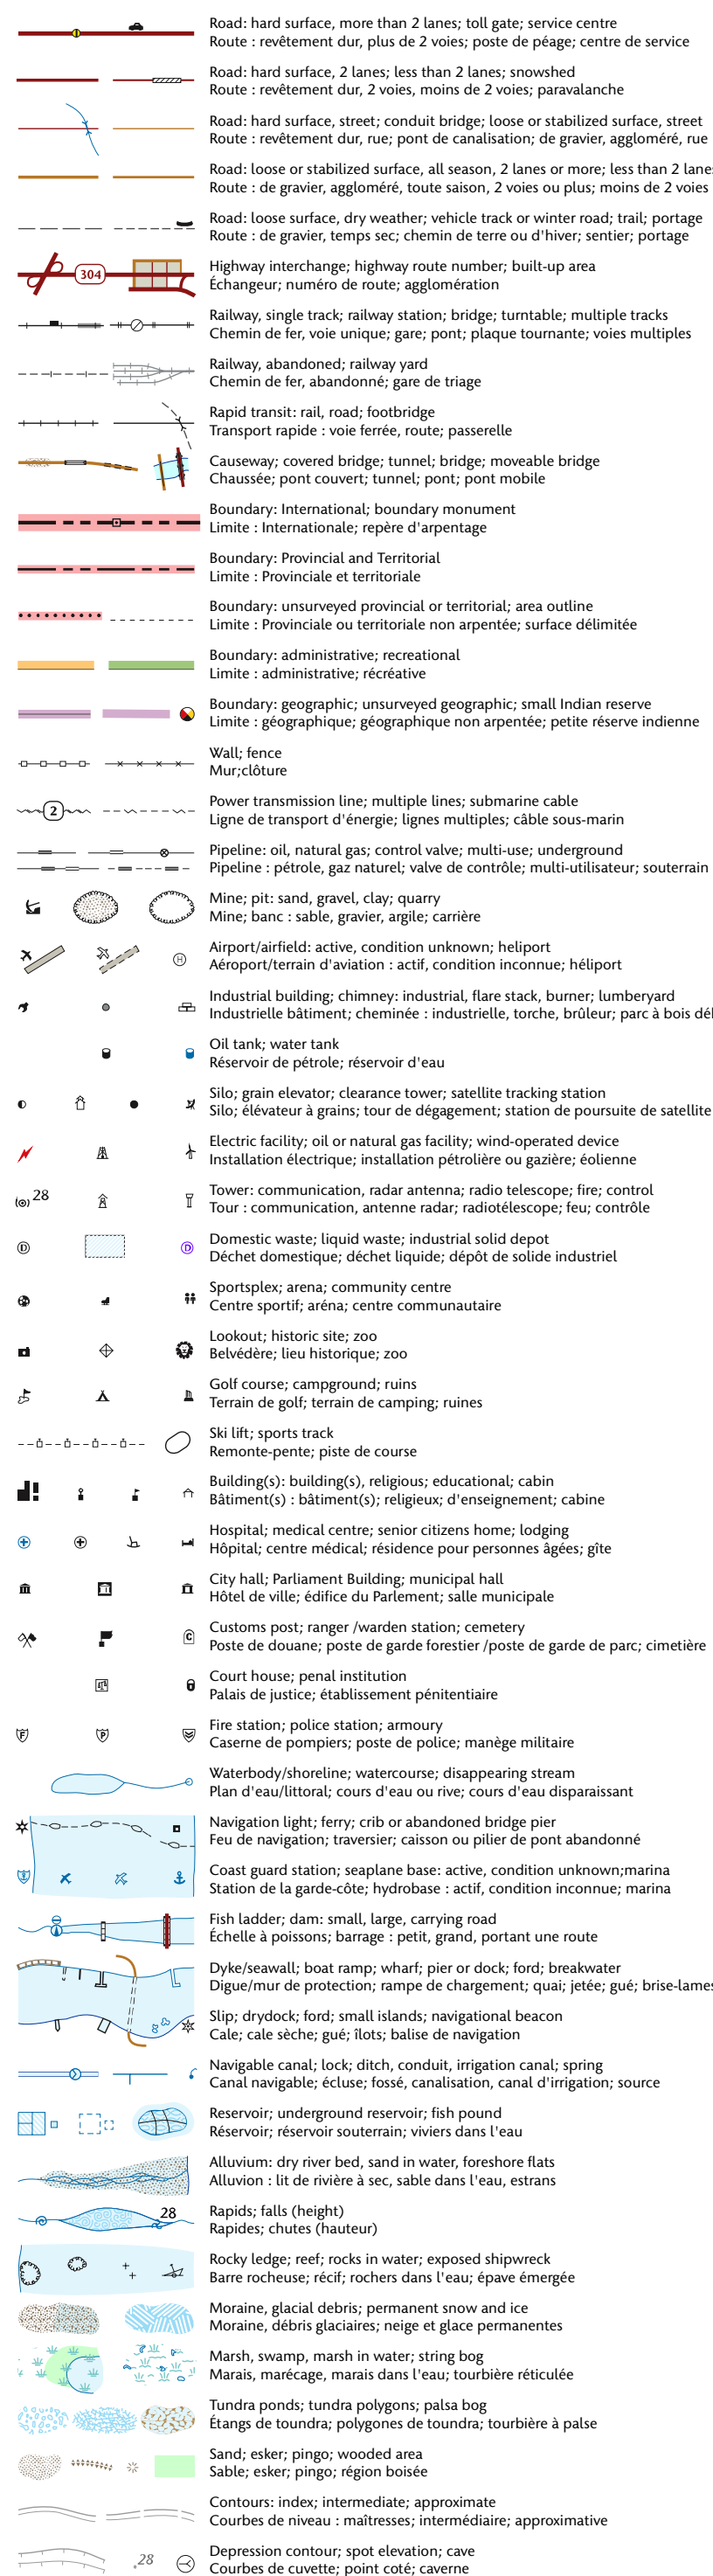 Road: hard surface, more than 2 lanes; toll gate; service centre
Route : revêtement dur, plus de 2 voies; poste de péage; centre de service
Road: hard surface, 2 lanes; less than 2 lanes; snowshed
Route : revêtement dur, 2 voies, moins de 2 voies; paravalanche
Road: hard surface, street; conduit bridge; loose or stabilized surface, street
Route : revêtement dur, rue; pont de canalisation; de gravier, aggloméré, rue
Road: loose or stabilized surface, all season, 2 lanes or more; less than 2 lanes
Route : de gravier, aggloméré, toute saison, 2 voies ou plus; moins de 2 voies
Road: loose surface, dry weather; vehicle track or winter road; trail; portage
Route : de gravier, temps sec; chemin de terre ou d'hiver; sentier; portage
304
Highway interchange; highway route number; built-up area
Échangeur; numéro de route; agglomération
Railway, single track; railway station; bridge; turntable; multiple tracks
Chemin de fer, voie unique; gare; pont; plaque tournante; voies multiples
Railway, abandoned; railway yard
Chemin de fer, abandonné; gare de triage
Rapid transit: rail, road; footbridge
Transport rapide : voie ferrée, route; passerelle
Causeway; covered bridge; tunnel; bridge; moveable bridge
Chaussée; pont couvert; tunnel; pont; pont mobile
Boundary: International; boundary monument
Limite : Internationale; repère d'arpentage
Boundary: Provincial and Territorial
Limite : Provinciale et territoriale
Boundary: unsurveyed provincial or territorial; area outline
Limite : Provinciale ou territoriale non arpentée; surface délimitée
Boundary: administrative; recreational
Limite : administrative; récréative
Boundary: geographic; unsurveyed geographic; small Indian reserve
Limite : géographique; géographique non arpentée; petite réserve indienne
Wall; fence
Mur;clôture
2
Power transmission line; multiple lines; submarine cable
Ligne de transport d'énergie; lignes multiples; câble sous-marin
Pipeline: oil, natural gas; control valve; multi-use; underground
Pipeline : pétrole, gaz naturel; valve de contrôle; multi-utilisateur; souterrain
Mine; pit: sand, gravel, clay; quarry
Mine; banc : sable, gravier, argile; carrière
H
Airport/airfield: active, condition unknown; heliport
Aéroport/terrain d'aviation : actif, condition inconnue; héliport
Industrial building; chimney: industrial, flare stack, burner; lumberyard
Industrielle bâtiment; cheminée : industrielle, torche, brûleur; parc à bois dél
Oil tank; water tank
Réservoir de pétrole; réservoir d'eau
Silo; grain elevator; clearance tower; satellite tracking station
Silo; élévateur à grains; tour de dégagement; station de poursuite de satellite
Electric facility; oil or natural gas facility; wind-operated device
Installation électrique; installation pétrolière ou gazière; éolienne
28
Tower: communication, radar antenna; radio telescope; fire; control
Tour : communication, antenne radar; radiotélescope; feu; contrôle
D D
Domestic waste; liquid waste; industrial solid depot
Déchet domestique; déchet liquide; dépôt de solide industriel
Sportsplex; arena; community centre
Centre sportif; aréna; centre communautaire
Lookout; historic site; zoo
Belvédère; lieu historique; zoo
Golf course; campground; ruins
Terrain de golf; terrain de camping; ruines
Ski lift; sports track
Remonte-pente; piste de course
Building(s): building(s), religious; educational; cabin
Bâtiment(s) : bâtiment(s); religieux; d'enseignement; cabine
Hospital; medical centre; senior citizens home; lodging
Hôpital; centre médical; résidence pour personnes âgées; gîte
City hall; Parliament Building; municipal hall
Hôtel de ville; édifice du Parlement; salle municipale
C
Customs post; ranger /warden station; cemetery
Poste de douane; poste de garde forestier /poste de garde de parc; cimetière
Court house; penal institution
Palais de justice; établissement pénitentiaire
F P
Fire station; police station; armoury
Caserne de pompiers; poste de police; manège militaire
Waterbody/shoreline; watercourse; disappearing stream
Plan d'eau/littoral; cours d'eau ou rive; cours d'eau disparaissant
Navigation light; ferry; crib or abandoned bridge pier
Feu de navigation; traversier; caisson ou pilier de pont abandonné
Coast guard station; seaplane base: active, condition unknown;marina
Station de la garde-côte; hydrobase : actif, condition inconnue; marina
Fish ladder; dam: small, large, carrying road
Échelle à poissons; barrage : petit, grand, portant une route
Dyke/seawall; boat ramp; wharf; pier or dock; ford; breakwater
Digue/mur de protection; rampe de chargement; quai; jetée; gué; brise-lames
Slip; drydock; ford; small islands; navigational beacon
Cale; cale sèche; gué; îlots; balise de navigation
Navigable canal; lock; ditch, conduit, irrigation canal; spring
Canal navigable; écluse; fossé, canalisation, canal d'irrigation; source
Reservoir; underground reservoir; fish pound
Réservoir; réservoir souterrain; viviers dans l'eau
Alluvium: dry river bed, sand in water, foreshore flats
Alluvion : lit de rivière à sec, sable dans l'eau, estrans
28
Rapids; falls (height)
Rapides; chutes (hauteur)
Rocky ledge; reef; rocks in water; exposed shipwreck
Barre rocheuse; récif; rochers dans l'eau; épave émergée
Moraine, glacial debris; permanent snow and ice
Moraine, débris glaciaires; neige et glace permanentes
Marsh, swamp, marsh in water; string bog
Marais, marécage, marais dans l'eau; tourbière réticulée
Tundra ponds; tundra polygons; palsa bog
Étangs de toundra; polygones de toundra; tourbière à palse
Sand; esker; pingo; wooded area
Sable; esker; pingo; région boisée
Contours: index; intermediate; approximate
Courbes de niveau : maîtresses; intermédiaire; approximative
28
Depression contour; spot elevation; cave
Courbes de cuvette; point coté; caverne